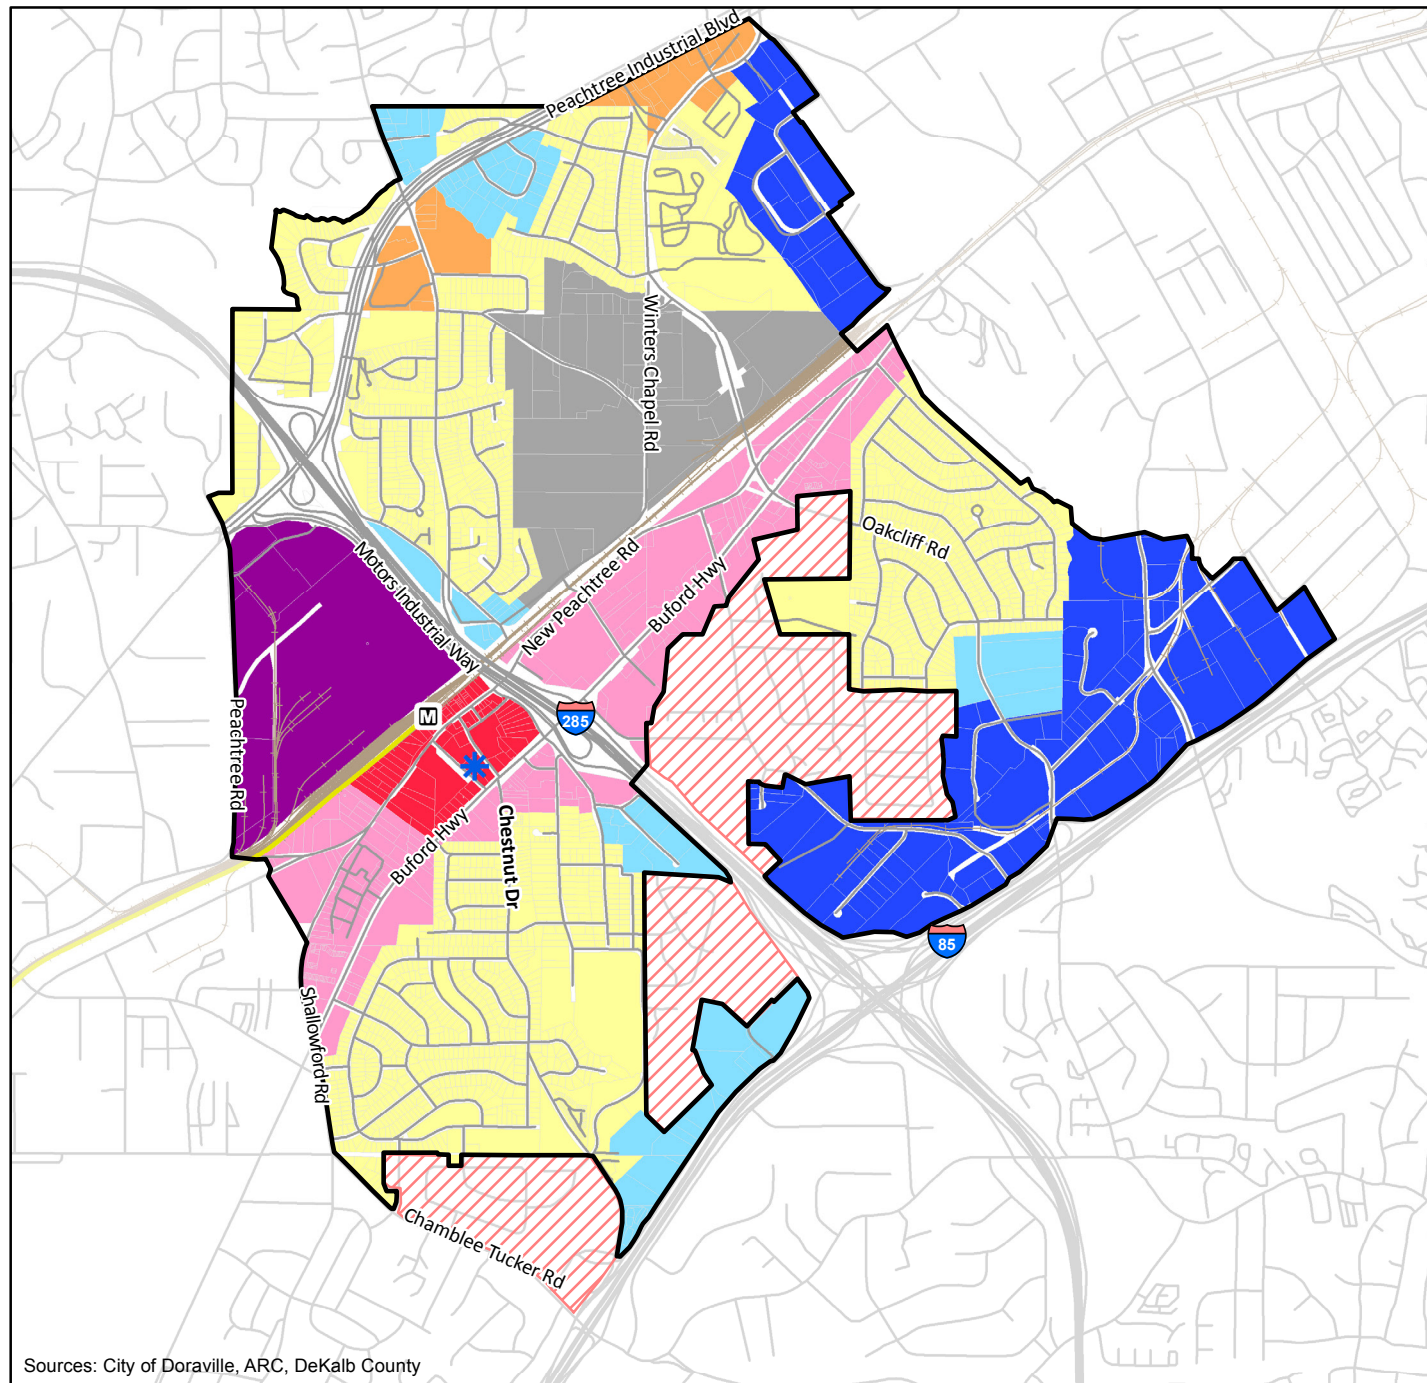 Peachtree Industrial Blvd
Winters Chapel Rd
Oakcliff Rd
Motors Industrial Way
New Peachtree Rd
Buford Hwy
Peachtree Rd
M
285
Buford Hwy
Chestnut Dr
85
Shallowford Rd
Chamblee Tucker Rd
Sources: City of Doraville, ARC, DeKalb County